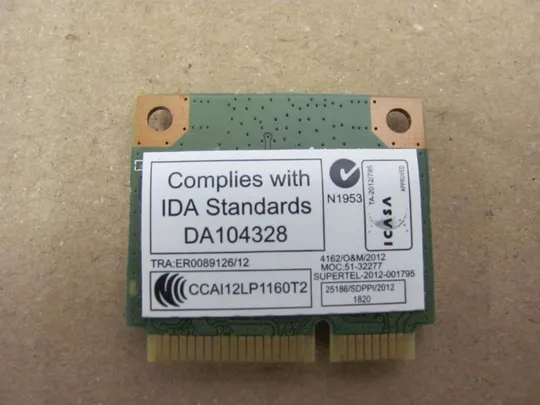 Complies with
IDA Standards
DA104328
N1953
TA-2012/795
APPROVED
ICASA
TRA:ER0089126/12
4162/O&M/2012
MOC:51-32277
SUPERTEL-2012-001795
CCAI12LP1160T2
25186/SDPPI/2012
1820